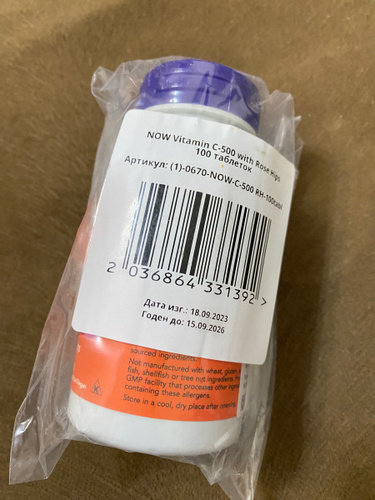 NOW Vitamin C-500 with Rose Hips
100 таблеток
Артикул: (1)-0670-NOW-C-500 RH-100tabl
2 036864 331392 >
Дата изг.: 18.09.2023
Годен до: 15.09.2026
sourced ingredients.
Not manufactured with wheat, gluten,
fish, shellfish or tree nut ingredients.
GMP facility that processes other
containing these allergens.
Store in a cool, dry place after
K